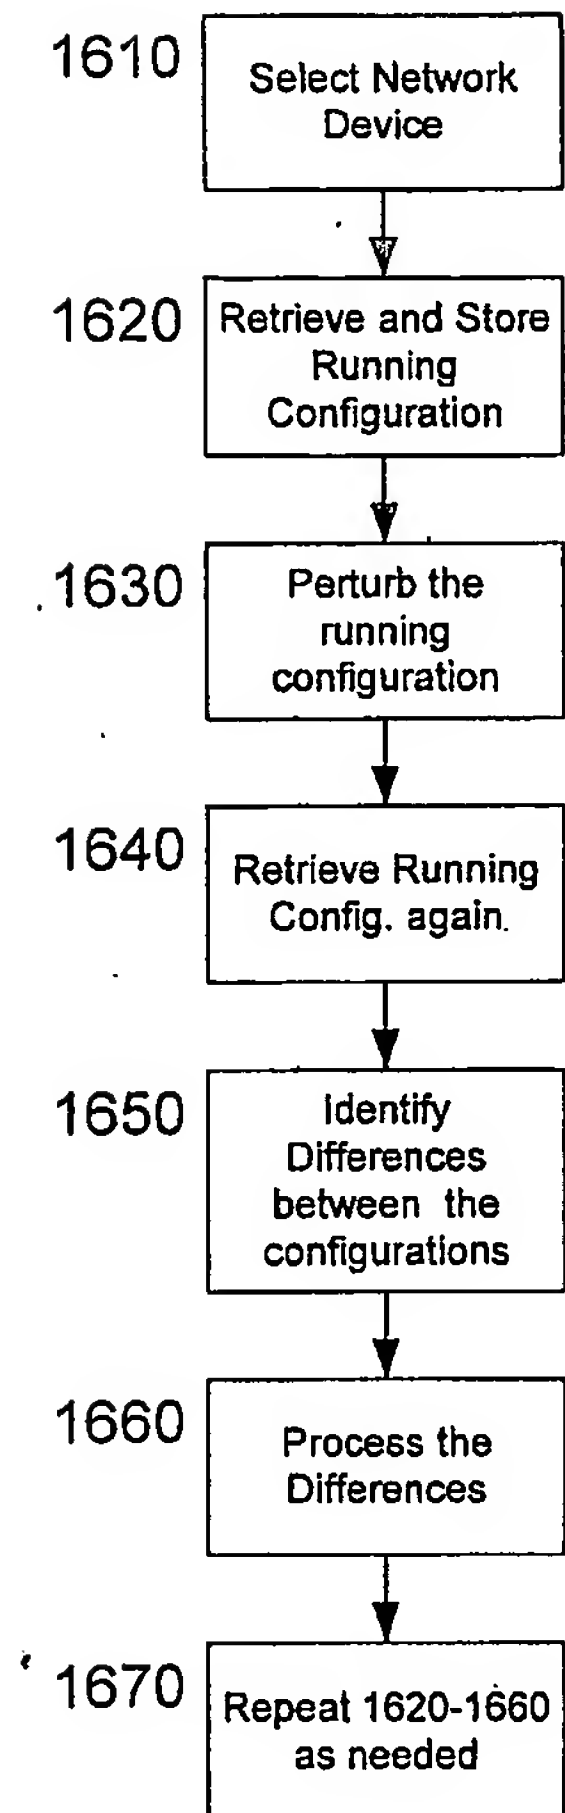 1610
Select Network
Device
1620
Retrieve and Store
Running
Configuration
1630
Perturb the
running
configuration
1640
Retrieve Running
Config. again.
1650
Identify
Differences
between the
configurations
1660
Process the
Differences
1670
Repeat 1620-1660
as needed